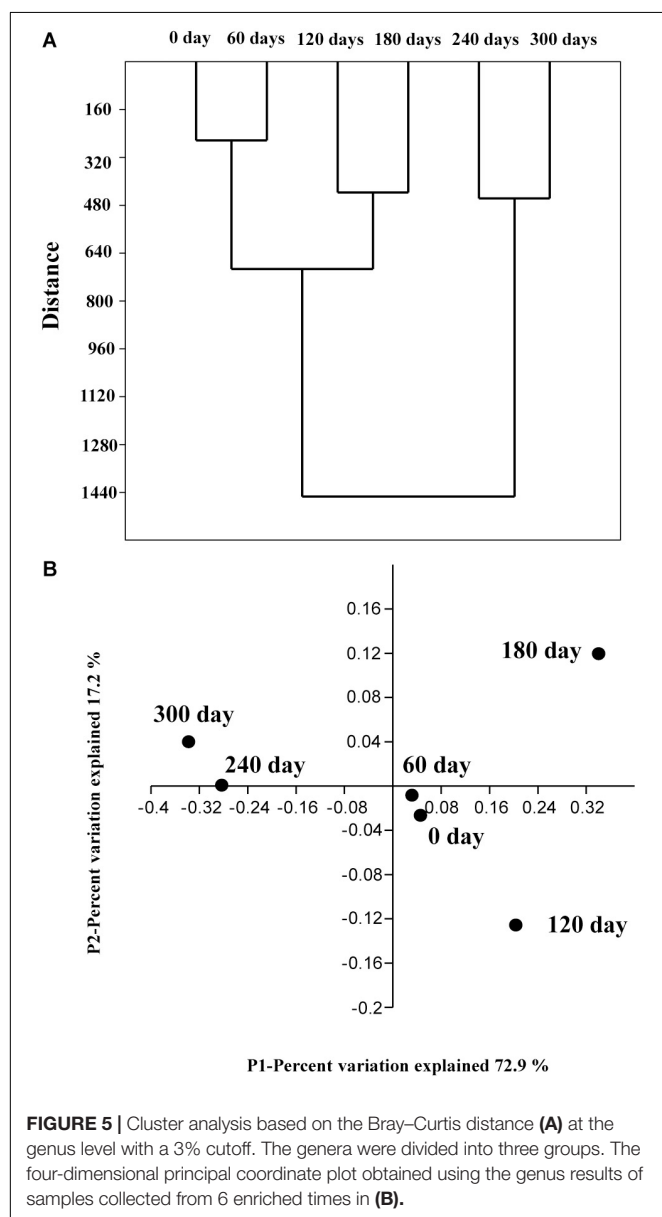 A
0 day 60 days 120 days 180 days 240 days 300 days
160
320
480
640
800
960
1120
1280
1440
Distance
B
P2-Percent variation explained 17.2 %
0.16
0.12
0.08
0.04
-0.04
-0.08
-0.12
-0.16
-0.2
-0.4 -0.32 -0.24 -0.16 -0.08 0.08 0.16 0.24 0.32
180 day
300 day
240 day
60 day
0 day
120 day
P1-Percent variation explained 72.9 %
FIGURE 5 | Cluster analysis based on the Bray–Curtis distance (A) at the
genus level with a 3% cutoff. The genera were divided into three groups. The
four-dimensional principal coordinate plot obtained using the genus results of
samples collected from 6 enriched times in (B).